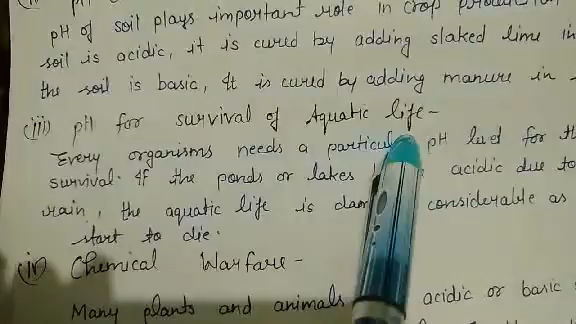 pH of soil plays important role in crop
soil is acidic, it is cured by adding slaked lime in
the soil is basic, It is cured by adding manure in
(iii) pH for survival of Aquatic life-
Every organisms needs a pH level for
survival. If the ponds or lakes acidic due to
rain, the aquatic life is considerable as
start to die.
(iv) Chemical Warfare-
Many plants and animals acidic or basic